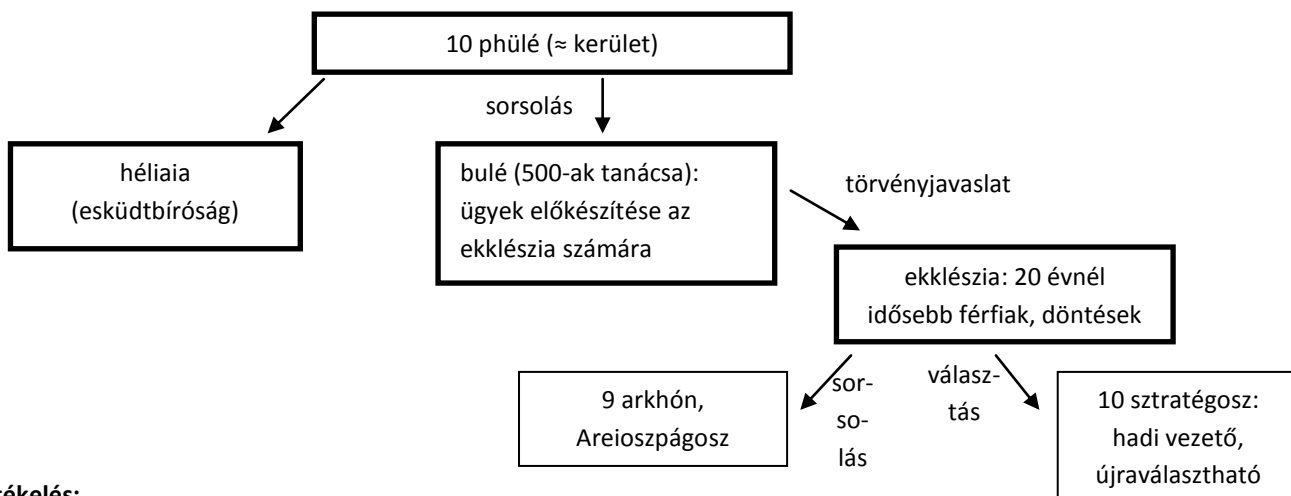 10 phülé (≈ kerület)
sorsolás
héliaia
(esküdtbíróság)
bulé (500-ak tanácsa):
ügyek előkészítése az
ekklészia számára
törvényjavaslat
ekklészia: 20 évnél
idősebb férfiak, döntések
9 arkhón,
Areioszpágosz
sor-
so-
lás
válasz-
tás
10 sztratégosz:
hadi vezető,
újraválasztható